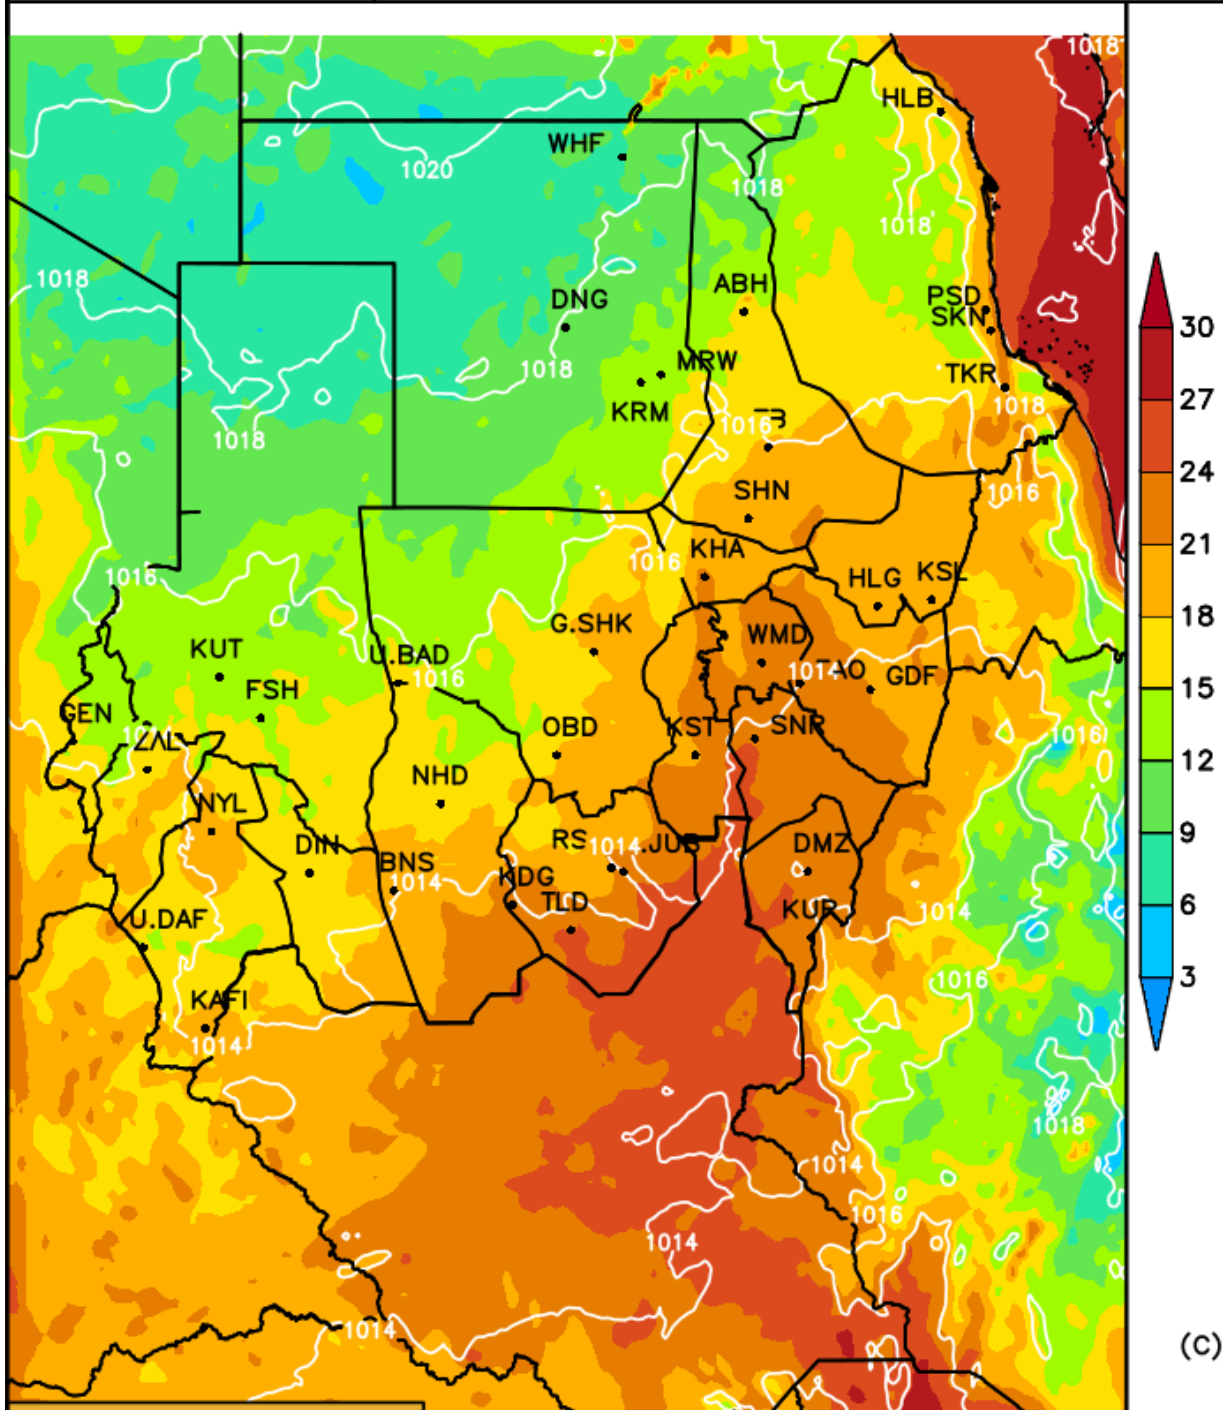 1018
HLB
WHF
1020
1018
1018
1018
ABH
DNG
PSD
SKN
30
MRW
1018
TKR
KRM
1018
27
1016
1018
24
SHN
1016
KHA
1016
21
1016
HLG
KSL
18
G.SHK
WMD
KUT
U.BAD
1014
GDF
1016
15
FSH
GEN
OBD
KST
SNR
1016
12
ZAL
NHD
NYL
9
DIN
RS
1014
.JUB
DMZ
BNS
1014
KDG
6
TLD
KUR
1014
U.DAF
1016
3
KAFI
1014
1018
1014
1016
1014
1014
(C)